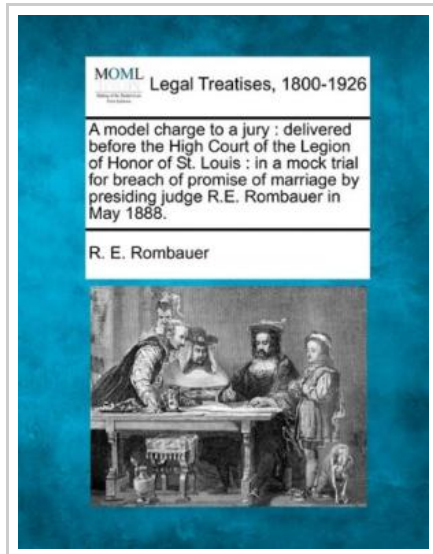 MOML
Legal Treatises, 1800-1926
A model charge to a jury : delivered
before the High Court of the Legion
of Honor of St. Louis : in a mock trial
for breach of promise of marriage by
presiding judge R.E. Rombauer in
May 1888.
R. E. Rombauer